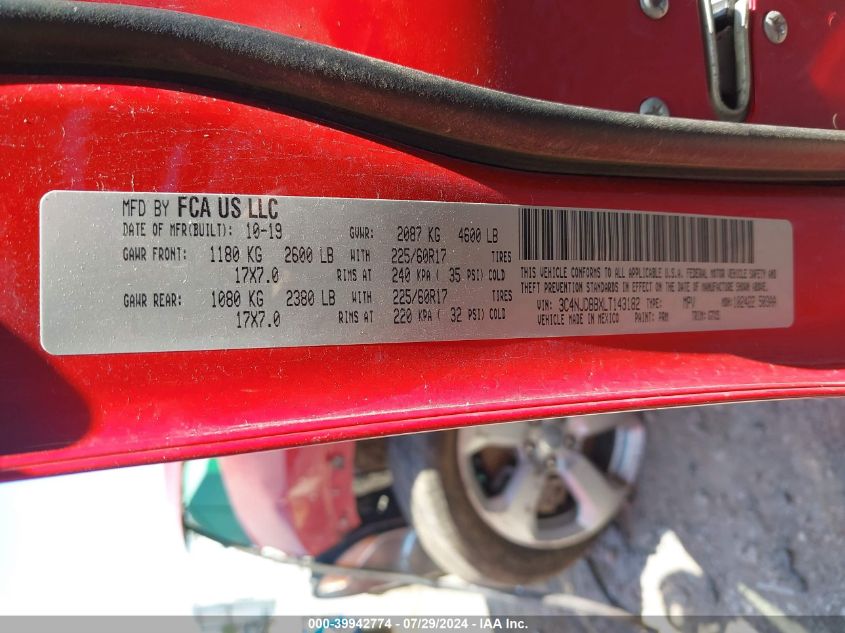 MFD BY FCA US LLC
DATE OF MFR(BUILT): 10-19 GVWR: 2087 KG 4600 LB
GAWR FRONT: 1180 KG 2600 LB WITH 225/60R17 TIRES
17X7.0 RIMS AT 240 KPA ( 35 PSI) COLD
GAWR REAR: 1080 KG 2380 LB WITH 225/60R17 TIRES
17X7.0 RIMS AT 220 KPA ( 32 PSI) COLD
THIS VEHICLE CONFORMS TO ALL APPLICABLE U.S.A. FEDERAL MOTOR VEHICLE SAFETY AND
THEFT PREVENTION STANDARDS IN EFFECT ON THE DATE OF MANUFACTURE SHOWN ABOVE.
VIN: 3C4NJDBBXLT143182 TYPE: MPV MDH:
VEHICLE MADE IN MEXICO PAINT: PRM TRIM:
000-39942774 / 07/29/2024 - IAA Inc.